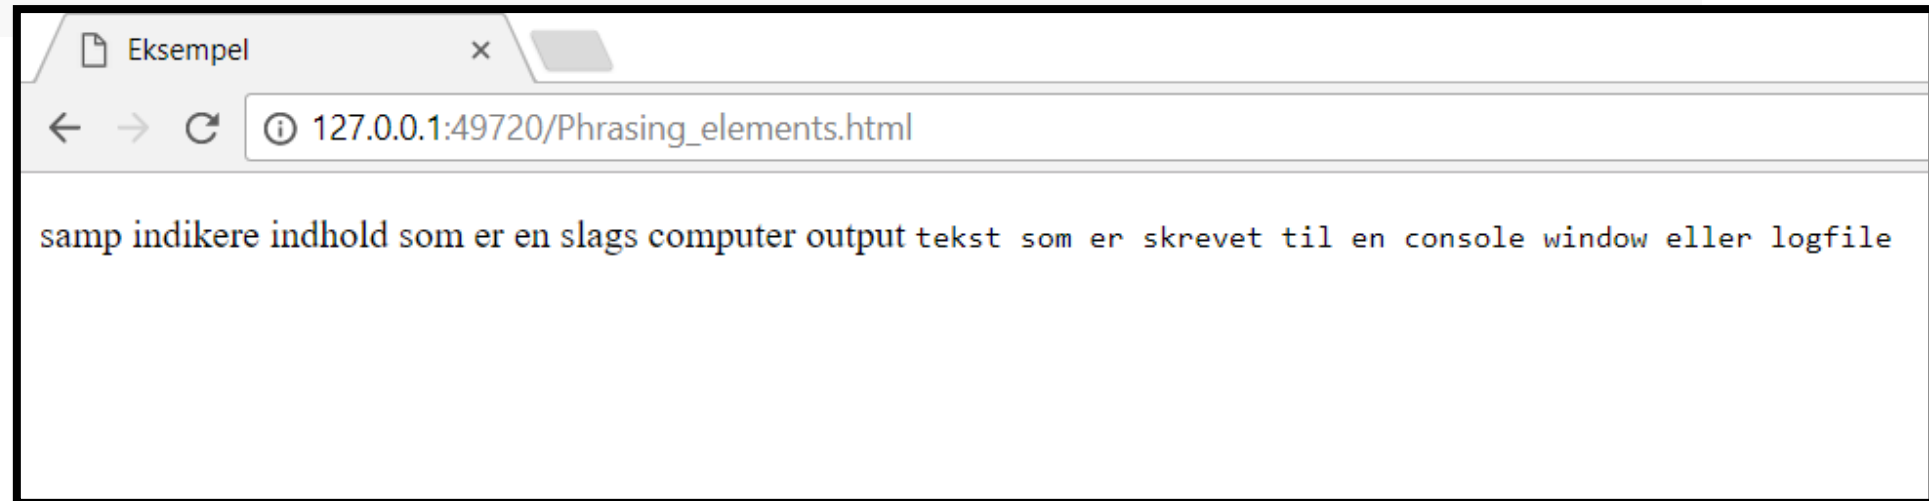 Eksempel
127.0.0.1:49720/Phrasing_elements.html
samp indikere indhold som er en slags computer output tekst som er skrevet til en console window eller logfile